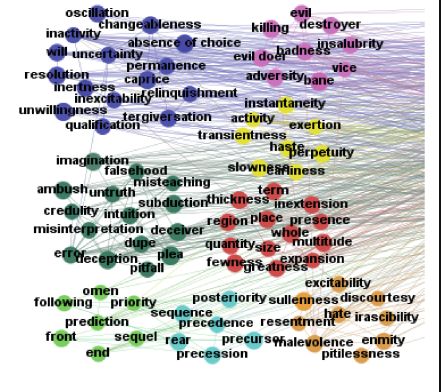 oscillation
changeableness
inactivity
absence of choice
will
uncertainty
permanence
resolution
caprice
inertness
relinquishment
inexcitability
unwillingness
tergiversation
qualification
evil
killing
destroyer
insalubrity
badness
evil doer
vice
adversity
bane
instantaneity
activity
exertion
transientness
haste
perpetuity
slowness
earliness
imagination
falsehood
misteaching
ambush
untruth
subduction
credulity
intuition
misinterpretation
deceiver
dupe
error
plea
deception
pitfall
term
thickness
inextension
region
place
presence
whole
quantity
size
multitude
fewness
greatness
expansion
omen
following
priority
prediction
front
sequel
end
posteriority
sequence
precedence
rear
precursor
precession
excitability
sullenness
discourtesy
hate
resentment
irascibility
malevolence
enmity
pitilessness